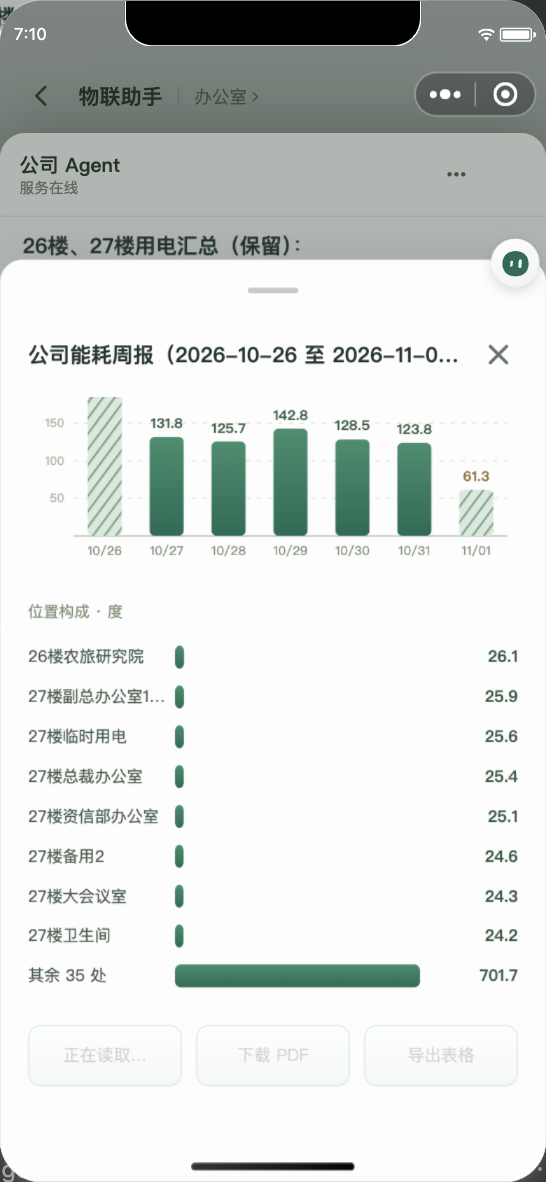 7:10
物联助手 办公室
公司 Agent
服务在线
26楼、27楼用电汇总（保留）:
公司能耗周报（2026-10-26 至 2026-11-0...
150 131.8 125.7 142.8 128.5 123.8
100
50 61.3
10/26 10/27 10/28 10/29 10/30 10/31 11/01
位置构成 · 度
26楼农旅研究院 26.1
27楼副总办公室1... 25.9
27楼临时用电 25.6
27楼总裁办公室 25.4
27楼资信部办公室 25.1
27楼备用2 24.6
27楼大会议室 24.3
27楼卫生间 24.2
其余 35 处 701.7
正在读取... 下载 PDF 导出表格